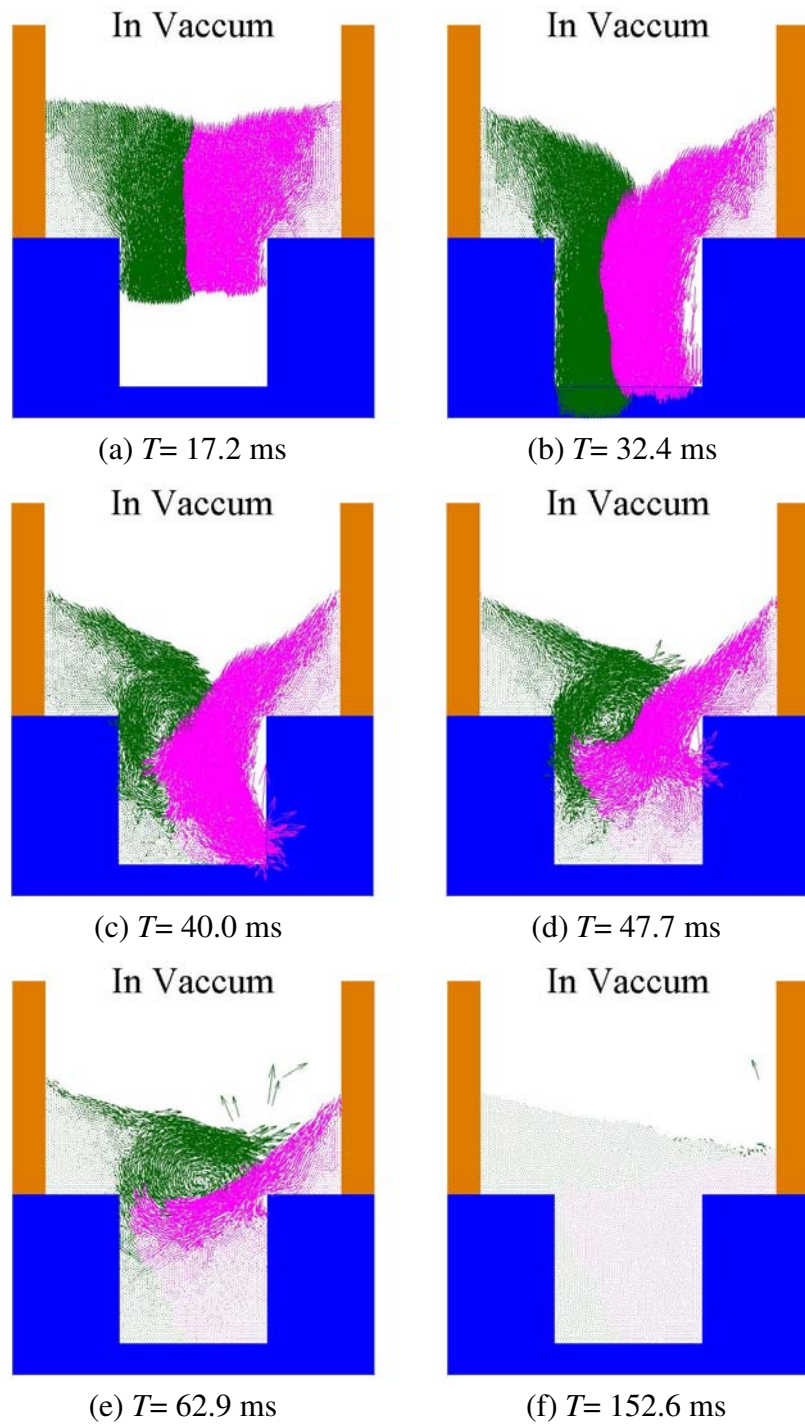 In Vaccum
In Vaccum
(a) T= 17.2 ms
(b) T= 32.4 ms
In Vaccum
In Vaccum
(c) T= 40.0 ms
(d) T= 47.7 ms
In Vaccum
In Vaccum
(e) T= 62.9 ms
(f) T= 152.6 ms